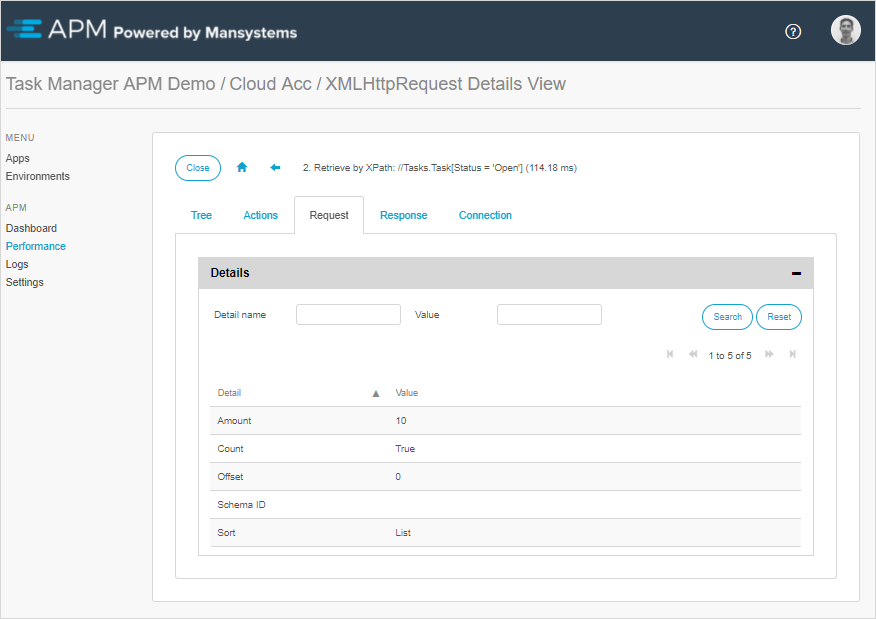 APM Powered by Mansystems
Task Manager APM Demo / Cloud Acc / XMLHttpRequest Details View
MENU
Apps
Environments
APM
Dashboard
Performance
Logs
Settings
Close 2. Retrieve by XPath: //Tasks.Task[Status = 'Open'] (114.18 ms)
Tree Actions Request Response Connection
Details
Detail name Value Search Reset
1 to 5 of 5
Detail Value
Amount 10
Count True
Offset 0
Schema ID
Sort List